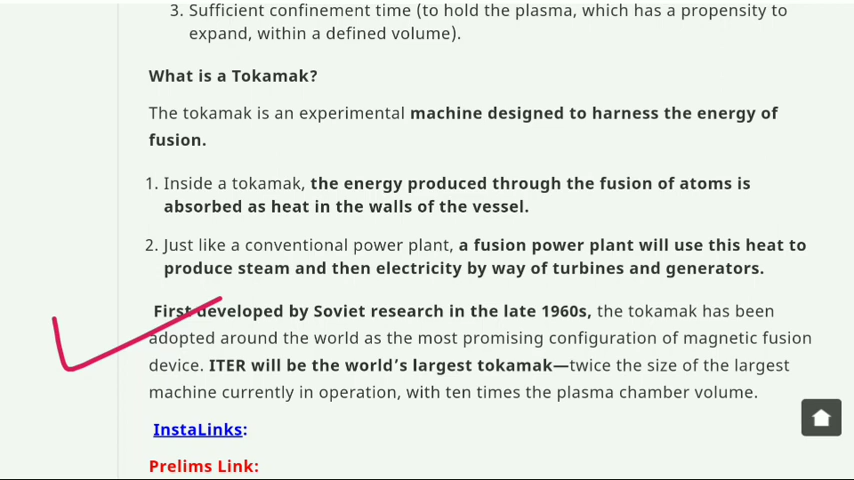 3. Sufficient confinement time (to hold the plasma, which has a propensity to
expand, within a defined volume).
What is a Tokamak?
The tokamak is an experimental machine designed to harness the energy of
fusion.
1. Inside a tokamak, the energy produced through the fusion of atoms is
absorbed as heat in the walls of the vessel.
2. Just like a conventional power plant, a fusion power plant will use this heat to
produce steam and then electricity by way of turbines and generators.
First developed by Soviet research in the late 1960s, the tokamak has been
adopted around the world as the most promising configuration of magnetic fusion
device. ITER will be the world’s largest tokamak—twice the size of the largest
machine currently in operation, with ten times the plasma chamber volume.
InstaLinks:
Prelims Link: